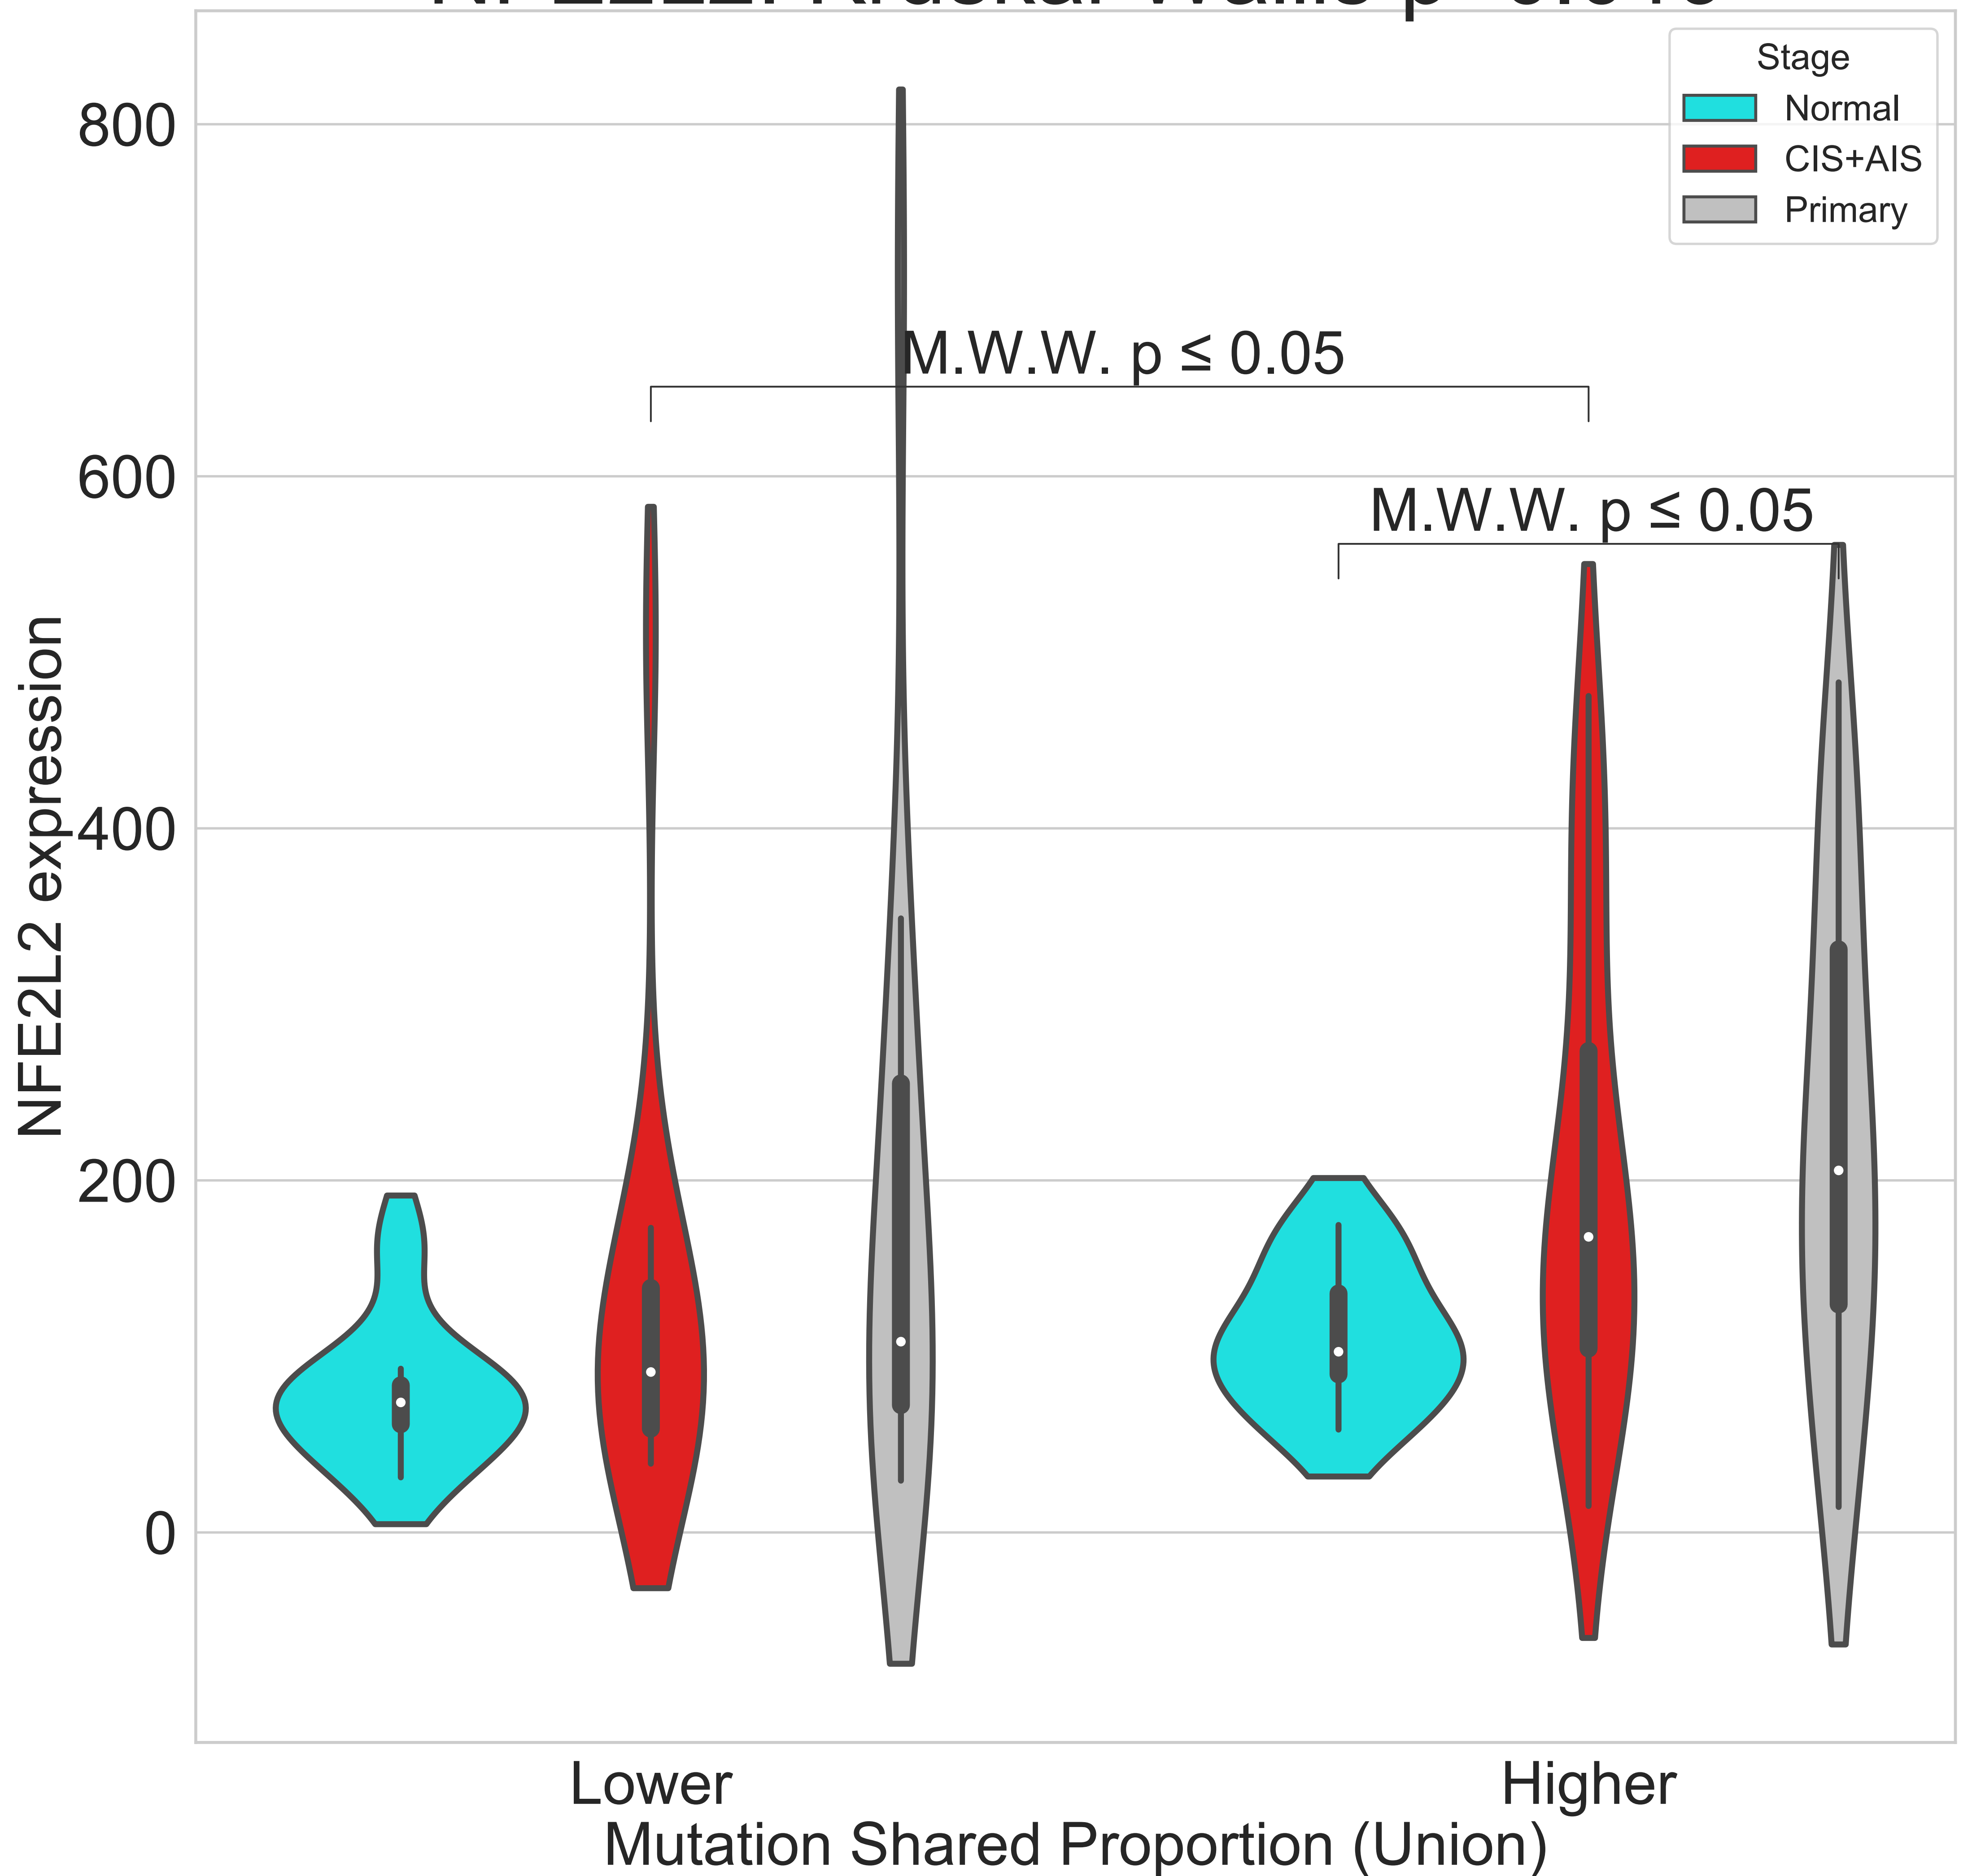 Stage
Normal
CIS+AIS
Primary
800
600
400
200
0
NFE2L2 expression
M.W.W. p ≤ 0.05
M.W.W. p ≤ 0.05
Lower
Higher
Mutation Shared Proportion (Union)